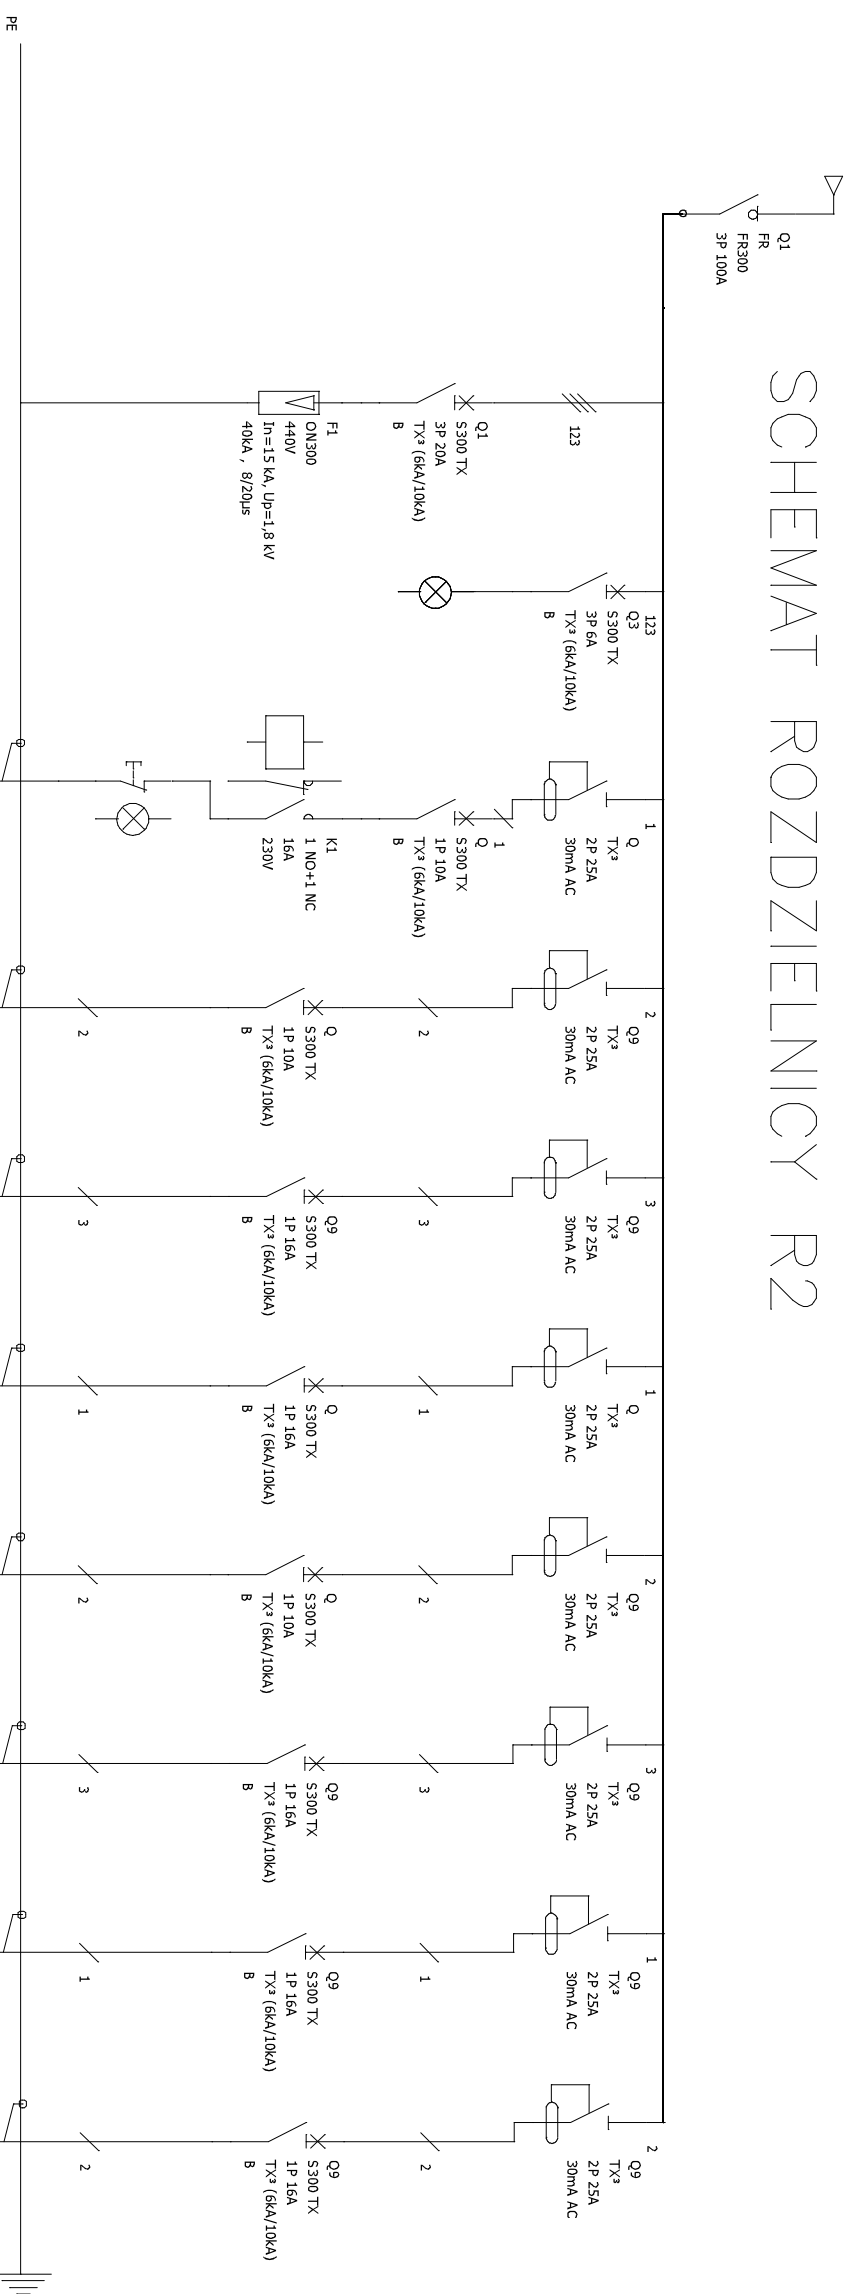 SCHEMAT ROZDZIELNICY R2
PE
Q1
FR
FR300
3P 100A
123
Q1
S300 TX
3P 20A
TX³ (6kA/10kA)
B
F1
ON300
440V
In=15 kA, Up=1,8 kV
40kA , 8/20µs
123
Q3
S300 TX
3P 6A
TX³ (6kA/10kA)
B
1
Q
TX³
2P 25A
30mA AC
1
Q
S300 TX
1P 10A
TX³ (6kA/10kA)
B
K1
1 NO+1 NC
16A
230V
2
Q9
TX³
2P 25A
30mA AC
2
Q
S300 TX
1P 10A
TX³ (6kA/10kA)
B
2
3
Q9
TX³
2P 25A
30mA AC
3
Q9
S300 TX
1P 16A
TX³ (6kA/10kA)
B
3
1
Q
TX³
2P 25A
30mA AC
1
Q
S300 TX
1P 16A
TX³ (6kA/10kA)
B
1
2
Q9
TX³
2P 25A
30mA AC
2
Q
S300 TX
1P 10A
TX³ (6kA/10kA)
B
2
3
Q9
TX³
2P 25A
30mA AC
3
Q9
S300 TX
1P 16A
TX³ (6kA/10kA)
B
3
1
Q9
TX³
2P 25A
30mA AC
1
Q9
S300 TX
1P 16A
TX³ (6kA/10kA)
B
1
2
Q9
TX³
2P 25A
30mA AC
2
Q9
S300 TX
1P 16A
TX³ (6kA/10kA)
B
2